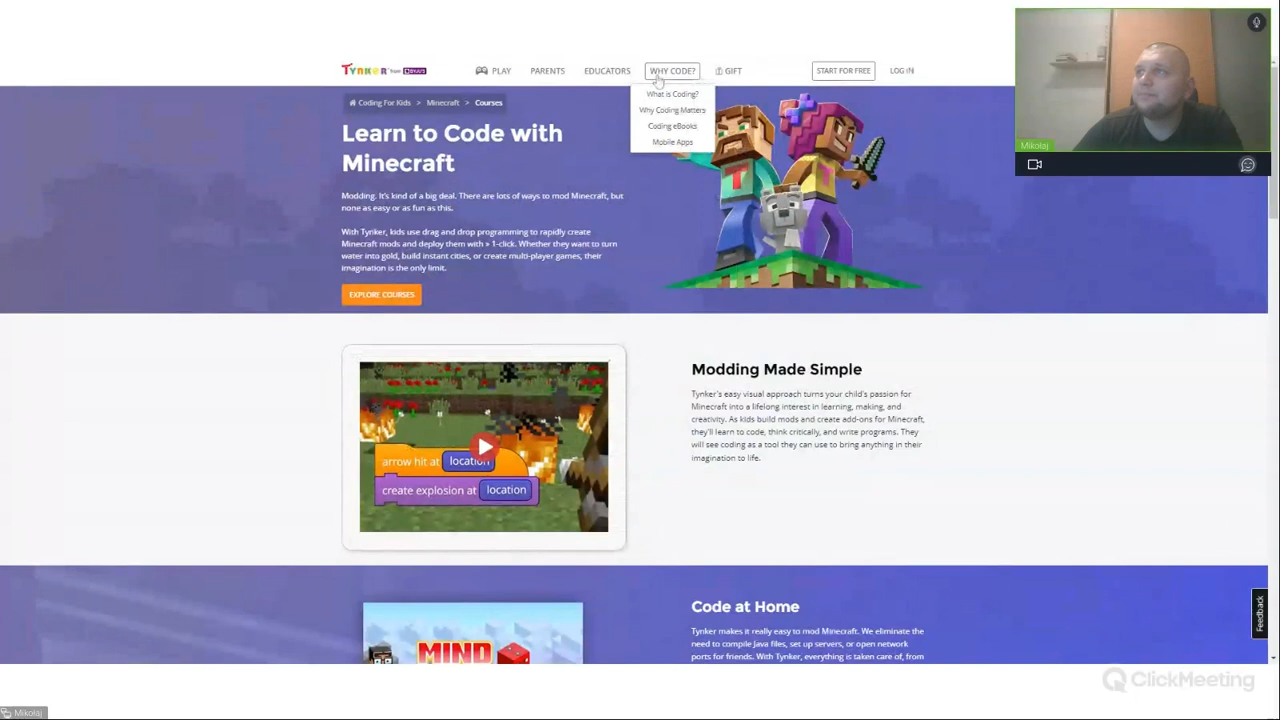 Tynker from BYJU'S
PLAY
PARENTS
EDUCATORS
WHY CODE?
GIFT
START FOR FREE
LOG IN
What is Coding?
Why Coding Matters
Coding eBooks
Mobile Apps
Coding For Kids > Minecraft > Courses
Learn to Code with
Minecraft
Modding. It's kind of a big deal. There are lots of ways to mod Minecraft, but
none as easy or as fun as this.
With Tynker, kids use drag and drop programming to rapidly create
Minecraft mods and deploy them with » 1-click. Whether they want to turn
water into gold, build instant cities, or create multi-player games, their
imagination is the only limit.
EXPLORE COURSES
T
Mikołaj
arrow hit at location
create explosion at location
Modding Made Simple
Tynker's easy visual approach turns your child's passion for
Minecraft into a lifelong interest in learning, making, and
creativity. As kids build mods and create add-ons for Minecraft,
they'll learn to code, think critically, and write programs. They
will see coding as a tool they can use to bring anything in their
imagination to life.
MIND
Code at Home
Tynker makes it really easy to mod Minecraft. We eliminate the
need to compile Java files, set up servers, or open network
ports for friends. With Tynker, everything is taken care of, from
Feedback
ClickMeeting
Mikołaj